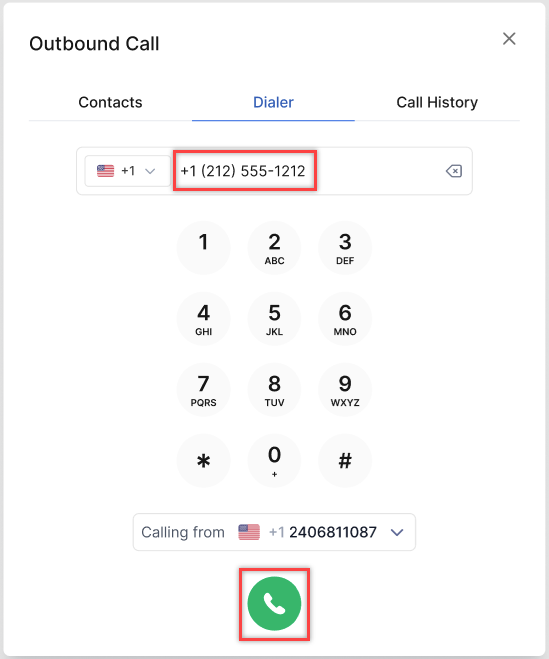 Outbound Call
Contacts Dialer Call History
+1 +1 (212) 555-1212
1 2 3
ABC DEF
4 5 6
GHI JKL MNO
7 8 9
PQRS TUV WXYZ
* 0 #
+
Calling from +1 2406811087